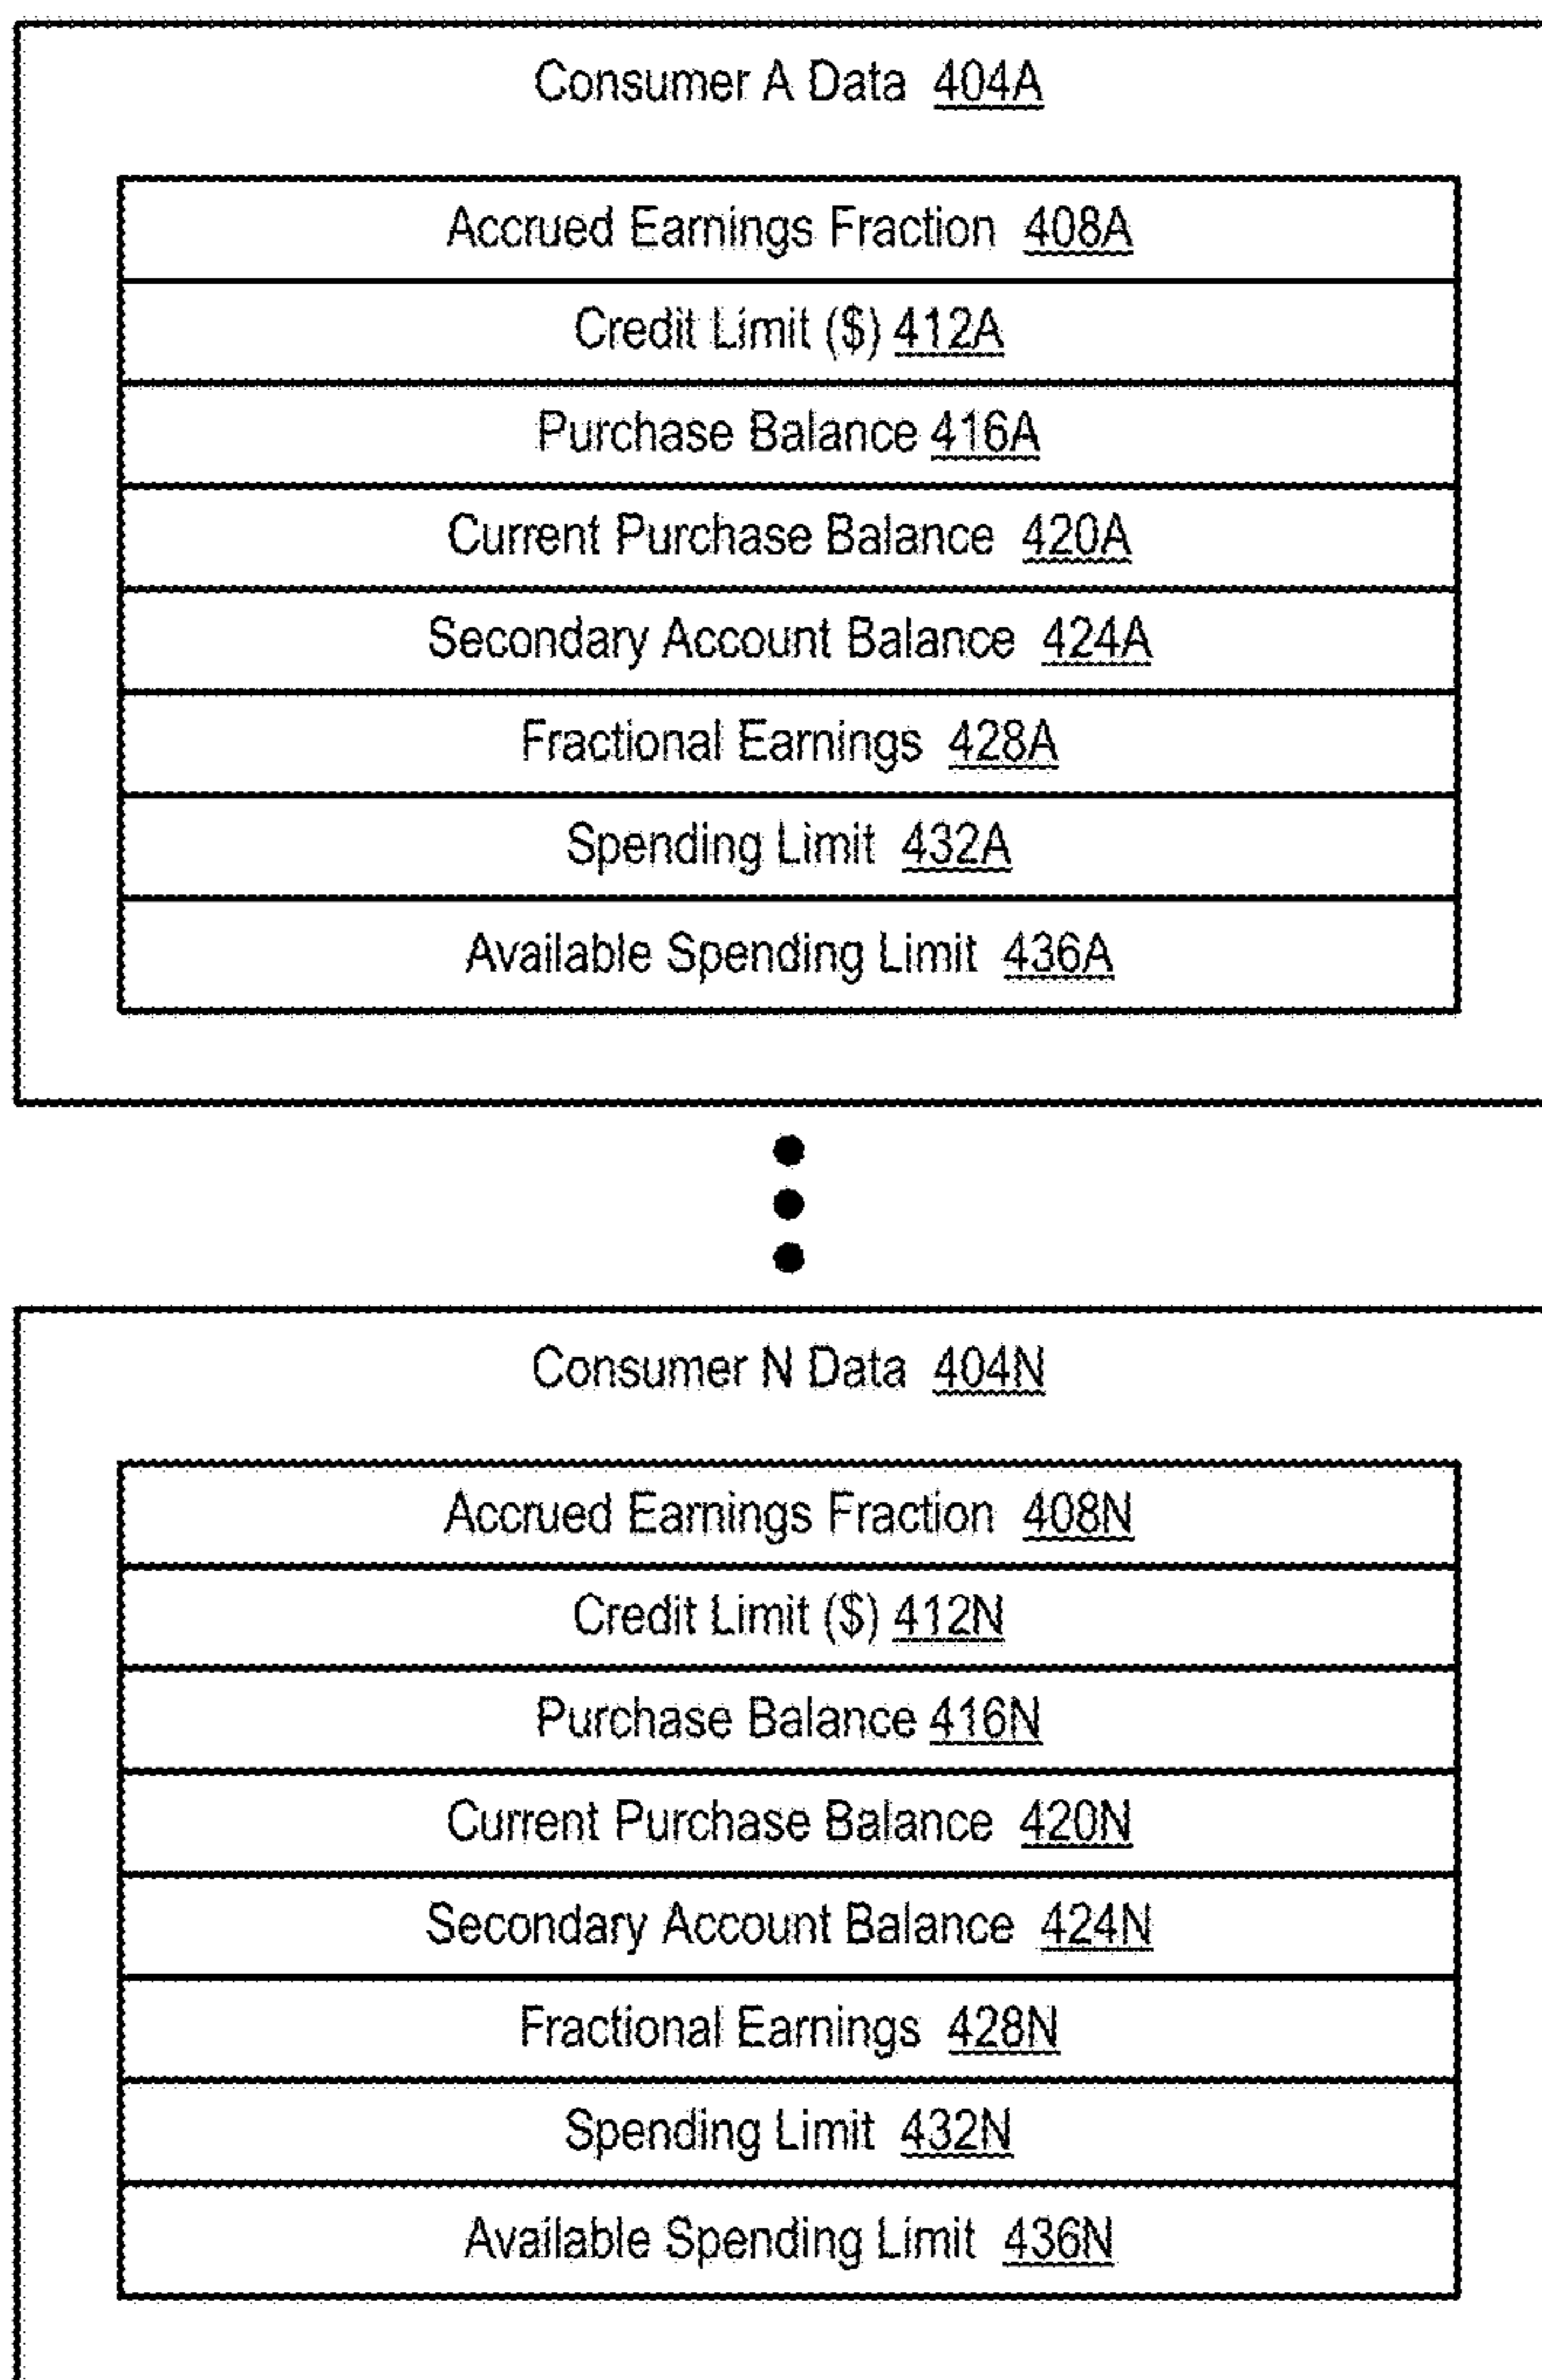 Consumer A Data 404A
Accrued Earnings Fraction 408A
Credit Limit ($) 412A
Purchase Balance 416A
Current Purchase Balance 420A
Secondary Account Balance 424A
Fractional Earnings 428A
Spending Limit 432A
Available Spending Limit 436A
Consumer N Data 404N
Accrued Earnings Fraction 408N
Credit Limit ($) 412N
Purchase Balance 416N
Current Purchase Balance 420N
Secondary Account Balance 424N
Fractional Earnings 428N
Spending Limit 432N
Available Spending Limit 436N